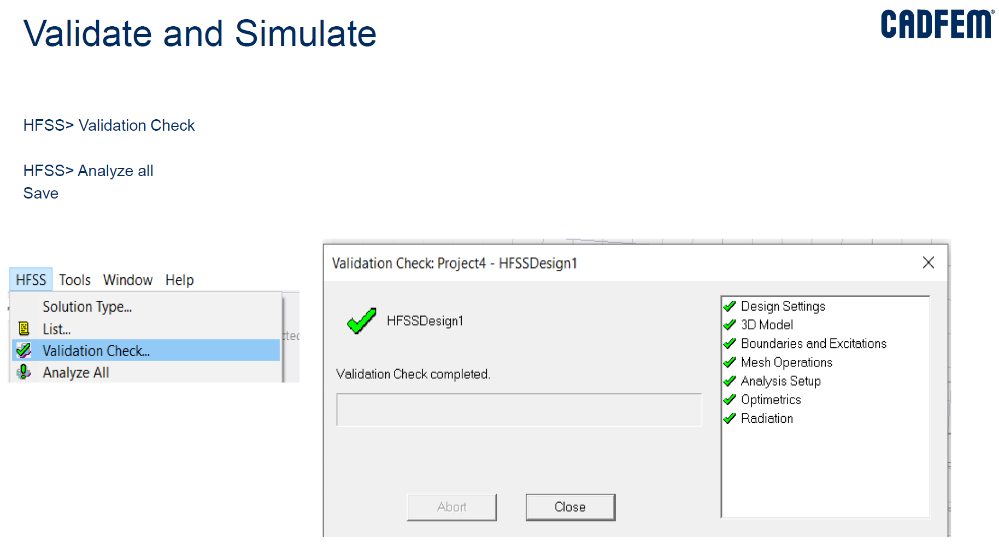 Validate and Simulate
CADFEM®
HFSS> Validation Check
HFSS> Analyze all
Save
HFSS Tools Window Help
Solution Type...
List...
Validation Check...
Analyze All
Validation Check: Project4 - HFSSDesign1
HFSSDesign1
Validation Check completed.
Abort
Close
Design Settings
3D Model
Boundaries and Excitations
Mesh Operations
Analysis Setup
Optimetrics
Radiation